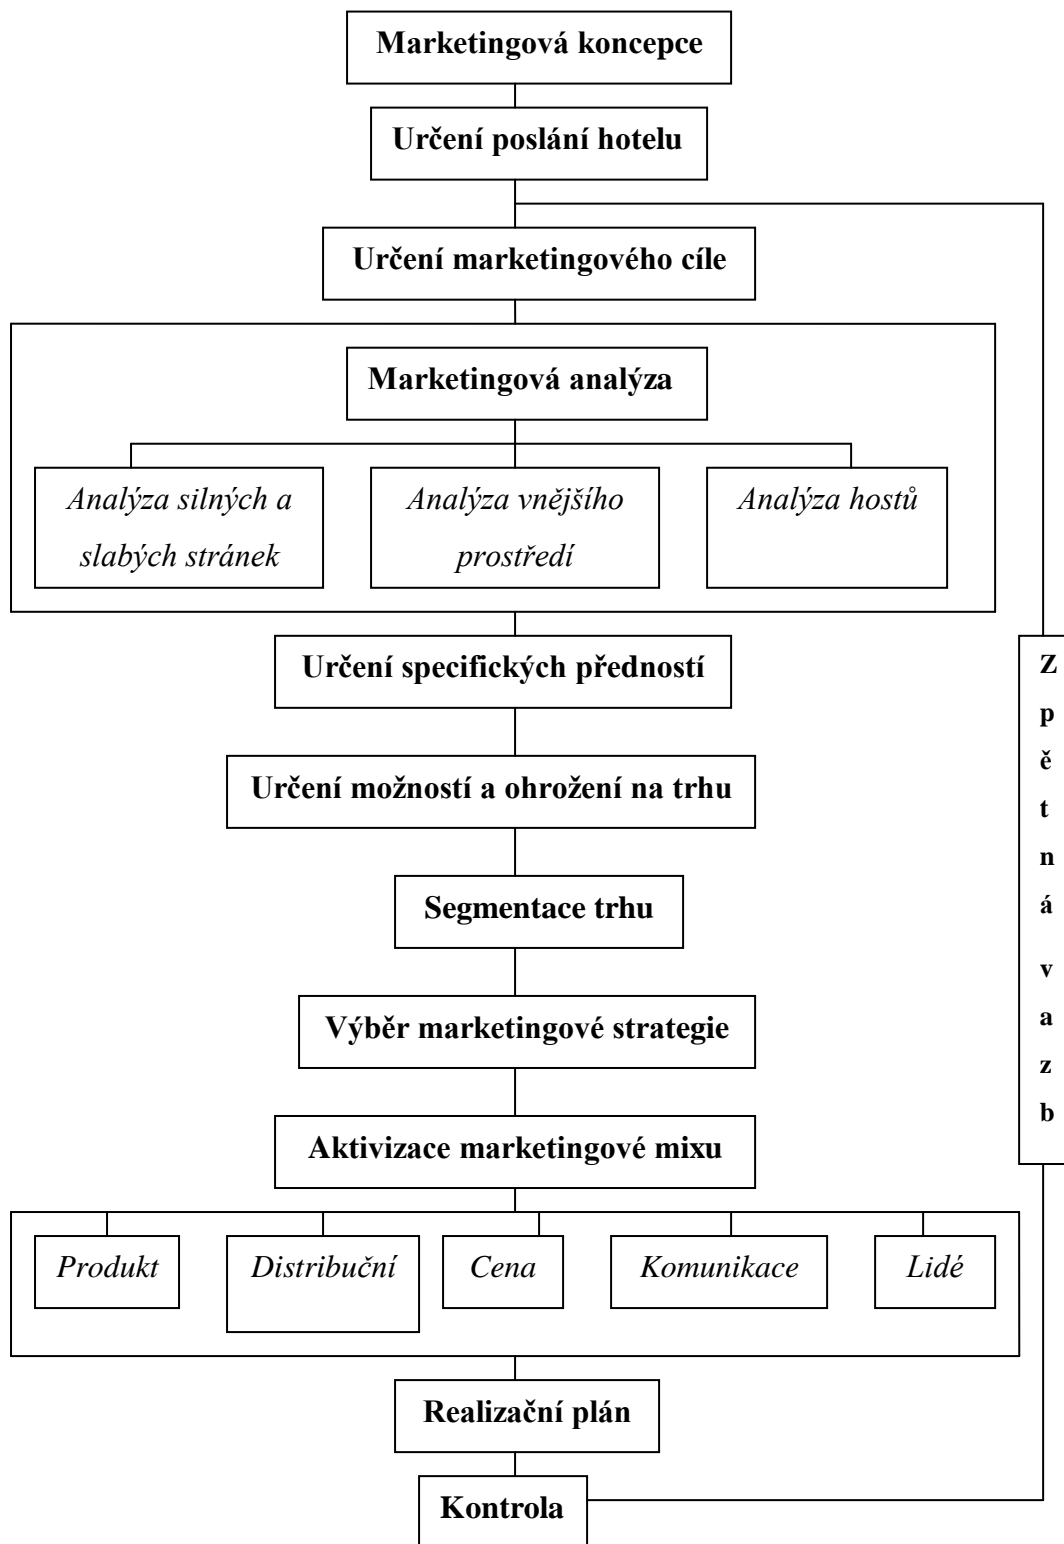 Marketingová koncepce
Určení poslání hotelu
Určení marketingového cíle
Marketingová analýza
Analýza silných a
slabých stránek
Analýza vnějšího
prostředí
Analýza hostů
Určení specifických předností
Určení možností a ohrožení na trhu
Segmentace trhu
Výběr marketingové strategie
Aktivizace marketingové mixu
Produkt
Distribuční
Cena
Komunikace
Lidé
Realizační plán
Kontrola
Z
p
ě
t
n
á
v
a
z
b